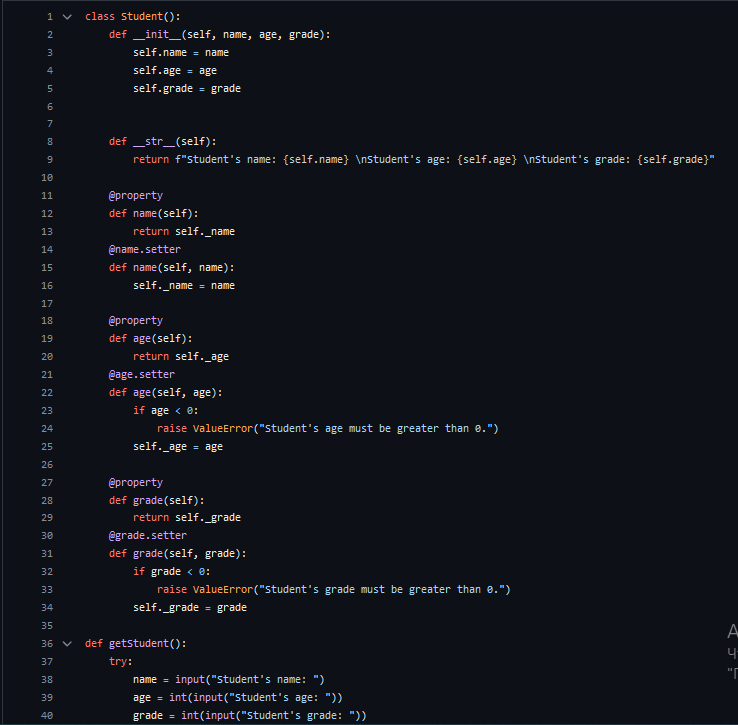 1 class Student():
2     def __init__(self, name, age, grade):
3         self.name = name
4         self.age = age
5         self.grade = grade
6
7
8     def __str__(self):
9         return f"Student's name: {self.name} \nStudent's age: {self.age} \nStudent's grade: {self.grade}"
10
11     @property
12     def name(self):
13         return self._name
14     @name.setter
15     def name(self, name):
16         self._name = name
17
18     @property
19     def age(self):
20         return self._age
21     @age.setter
22     def age(self, age):
23         if age < 0:
24             raise ValueError("Student's age must be greater than 0.")
25         self._age = age
26
27     @property
28     def grade(self):
29         return self._grade
30     @grade.setter
31     def grade(self, grade):
32         if grade < 0:
33             raise ValueError("Student's grade must be greater than 0.")
34         self._grade = grade
35
36 def getStudent():
37     try:
38         name = input("Student's name: ")
39         age = int(input("Student's age: "))
40         grade = int(input("Student's grade: "))